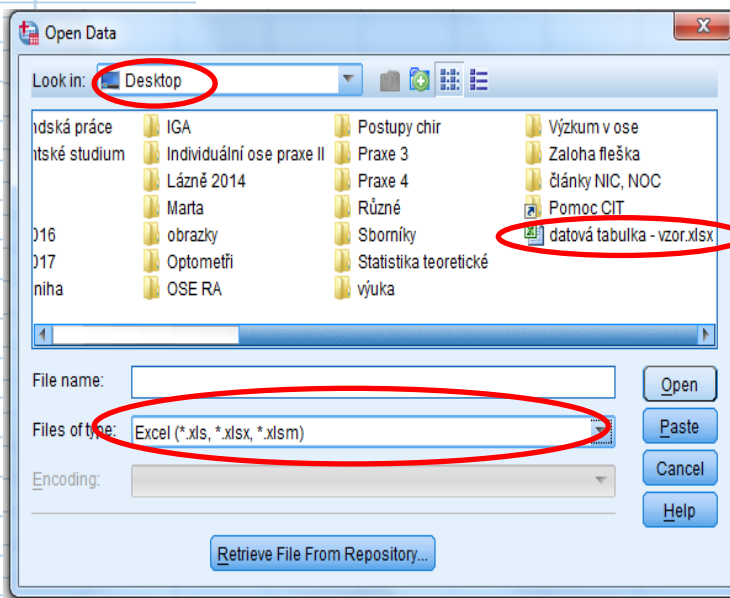 Open Data
Look in: Desktop
ndská práce IGA Postupy chir Výzkum v ose
ntské studium Individuální ose praxe II Praxe 3 Zaloha fleška
Lázně 2014 Praxe 4 články NIC, NOC
Marta Různé Pomoc CIT
016 obrazky Sborníky datová tabulka - vzor.xlsx
017 Optometři Statistika teoretické
niha OSE RA výuka
File name: Open
Files of type: Excel (*.xls, *.xlsx, *.xlsm) Paste
Encoding: Cancel
Help
Retrieve File From Repository...